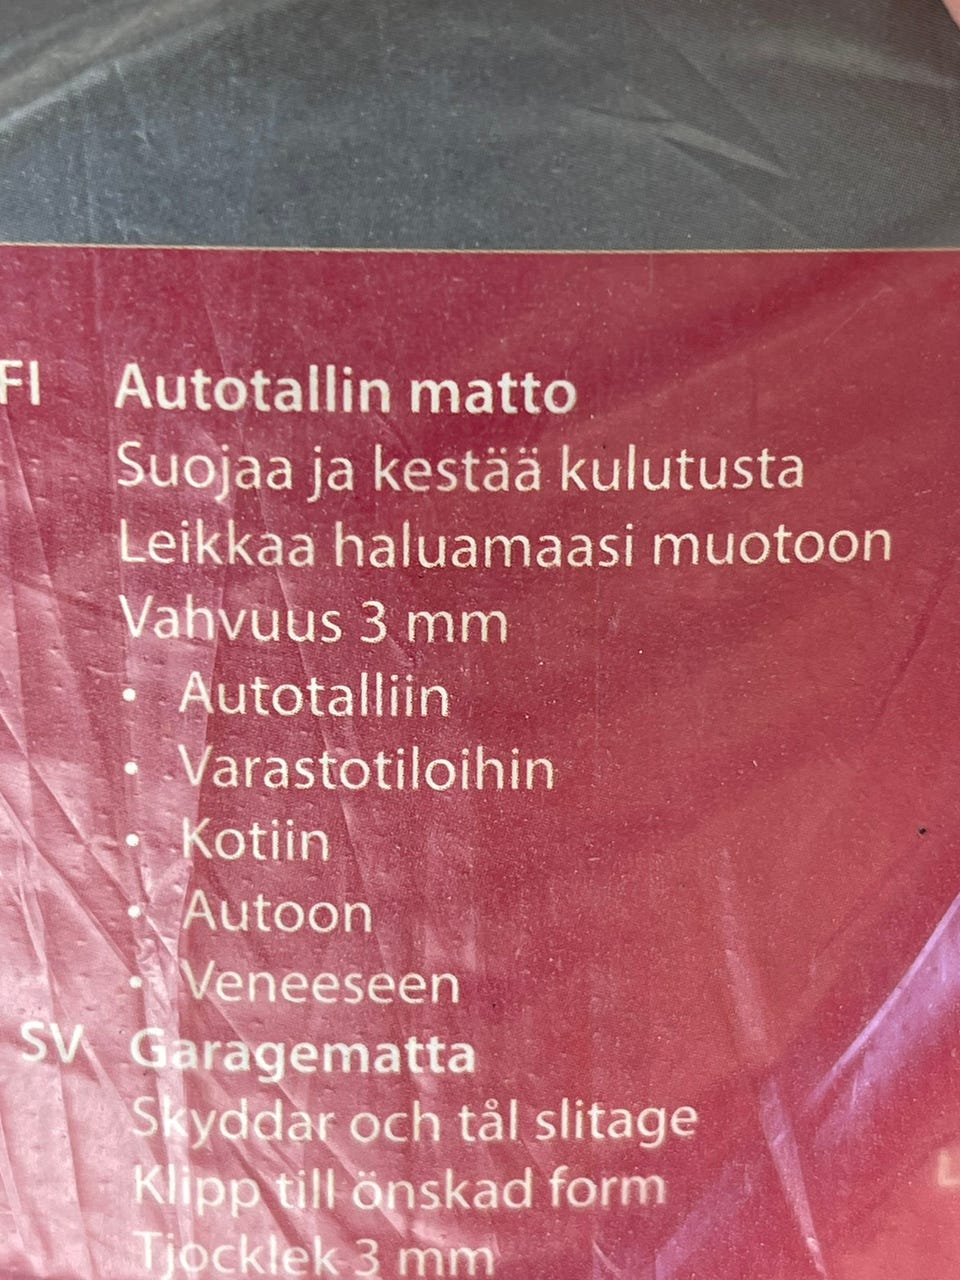 FI Autotallin matto
Suojaa ja kestää kulutusta
Leikkaa haluamaasi muotoon
Vahvuus 3 mm
• Autotalliin
• Varastotiloihin
• Kotiin
• Autoon
• Veneeseen
SV Garagematta
Skyddar och tål slitage
Klipp till önskad form
Tjocklek 3 mm